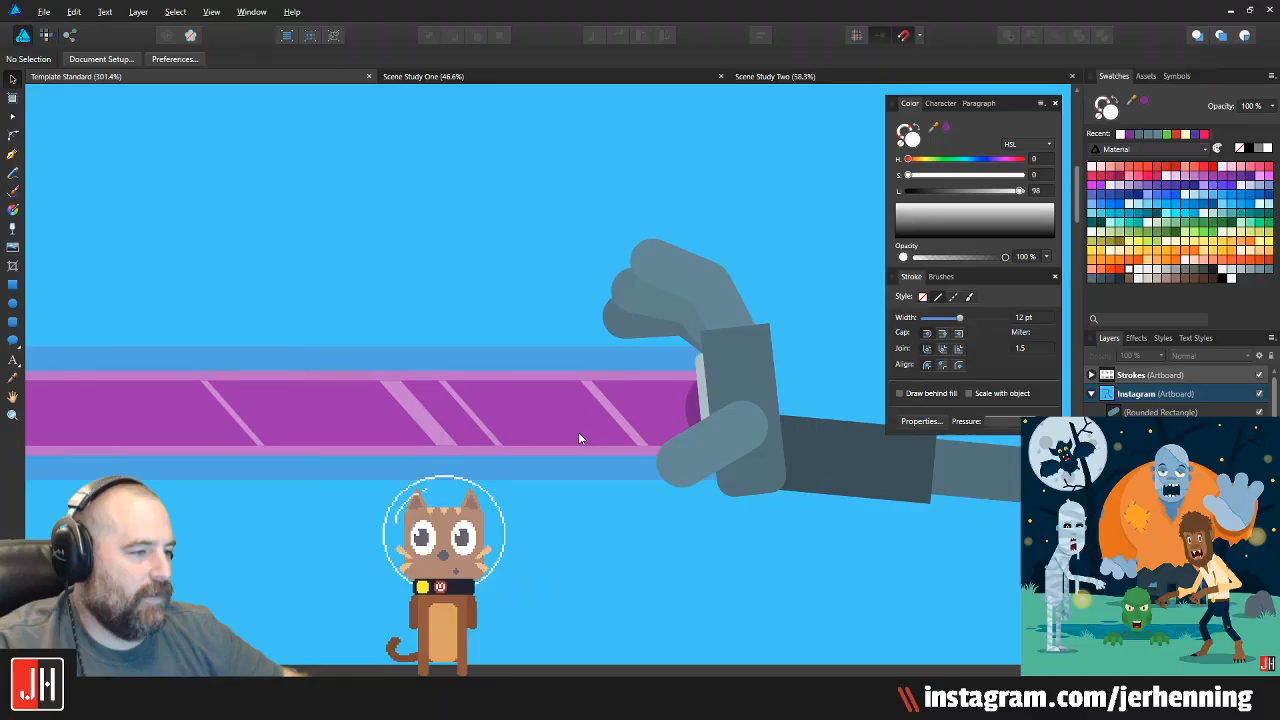 File Edit Text Layer Select View Window Help
No Selection Document Setup... Preferences...
Template Standard (301.4%) Scene Study One (46.6%) Scene Study Two (58.3%)
Swatches Assets Symbols
Opacity: 100 %
Recent:
Material
Color Character Paragraph
HSL
H: 0
S: 0
L: 98
Opacity
100 %
Stroke Brushes
Style:
Width: 12 pt
Cap: Miter:
Join: 1.5
Align:
Draw behind fill Scale with object
Properties... Pressure:
Layers Effects Styles Text Styles
Opacity 100 % Normal
Strokes (Artboard)
Instagram (Artboard)
(Rounded Rectangle)
JH
JH
instagram.com/jerhenning